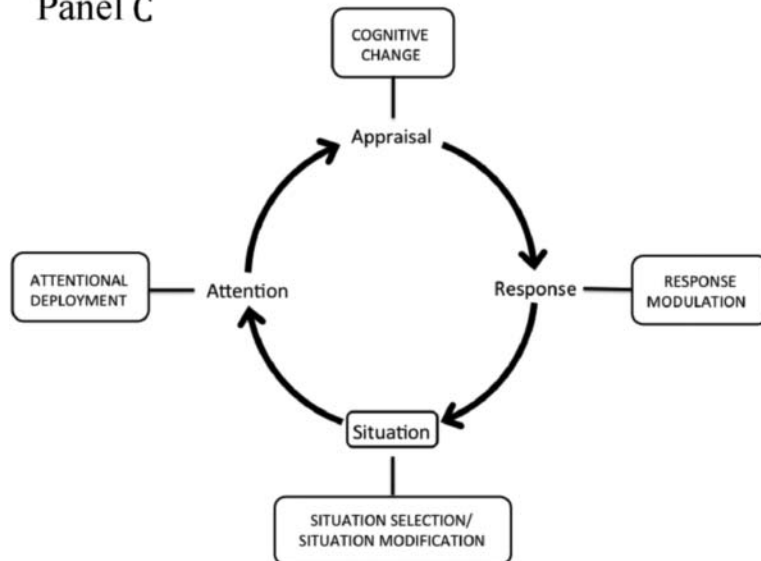 Panel C
COGNITIVE
CHANGE
Appraisal
ATTENTIONAL
DEPLOYMENT
Attention
Response
RESPONSE
MODULATION
Situation
SITUATION SELECTION/
SITUATION MODIFICATION